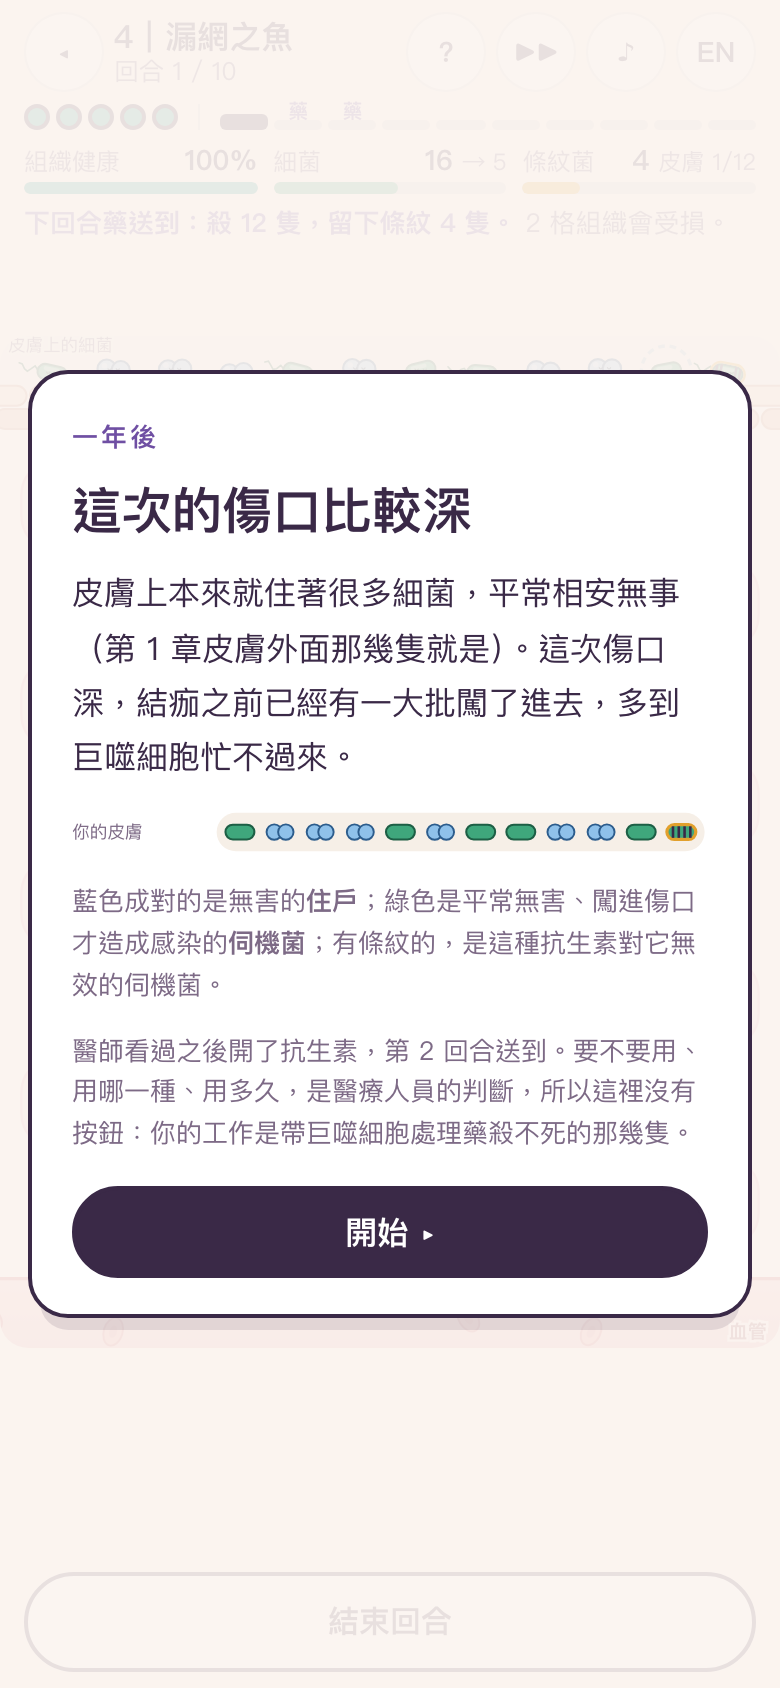 4｜漏網之魚
回合 1 / 10
?
EN
藥 藥
組織健康 100% 細菌 16 → 5 條紋菌 4 皮膚 1/12
下回合藥送到：殺 12 隻，留下條紋 4 隻。 2 格組織會受損。
皮膚上的細菌
一年後
這次的傷口比較深
皮膚上本來就住著很多細菌，平常相安無事
（第 1 章皮膚外面那幾隻就是）。這次傷口
深，結痂之前已經有一大批闖了進去，多到
巨噬細胞忙不過來。
你的皮膚
藍色成對的是無害的住戶；綠色是平常無害、闖進傷口
才造成感染的伺機菌；有條紋的，是這種抗生素對它無
效的伺機菌。
醫師看過之後開了抗生素，第 2 回合送到。要不要用、
用哪一種、用多久，是醫療人員的判斷，所以這裡沒有
按鈕：你的工作是帶巨噬細胞處理藥殺不死的那幾隻。
開始 ▸
血管
結束回合